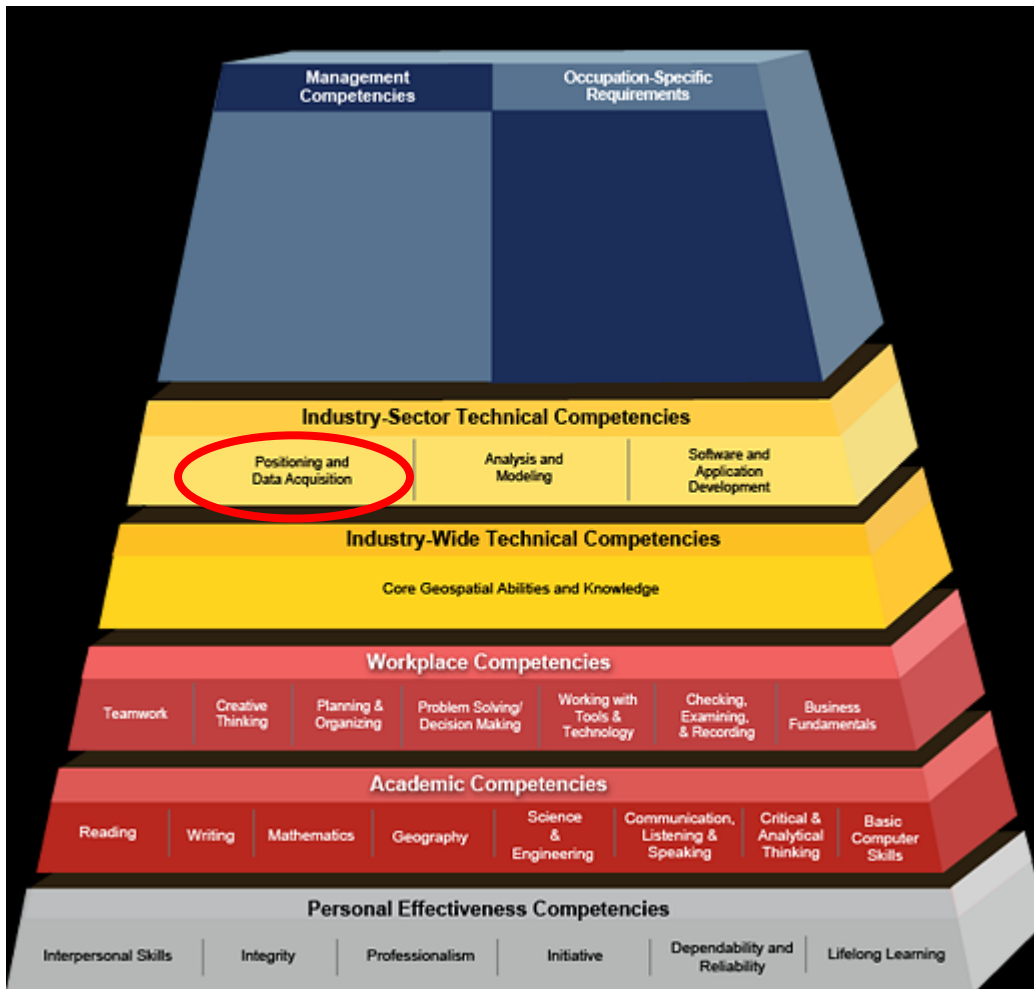 Management
Competencies
Occupation-Specific
Requirements
Industry-Sector Technical Competencies
Positioning and
Data Acquisition
Analysis and
Modeling
Software and
Application
Development
Industry-Wide Technical Competencies
Core Geospatial Abilities and Knowledge
Workplace Competencies
Teamwork
Creative
Thinking
Planning &
Organizing
Problem Solving/
Decision Making
Working with
Tools &
Technology
Checking,
Examining,
& Recording
Business
Fundamentals
Academic Competencies
Reading
Writing
Mathematics
Geography
Science
&
Engineering
Communication,
Listening &
Speaking
Critical &
Analytical
Thinking
Basic
Computer
Skills
Personal Effectiveness Competencies
Interpersonal Skills
Integrity
Professionalism
Initiative
Dependability and
Reliability
Lifelong Learning